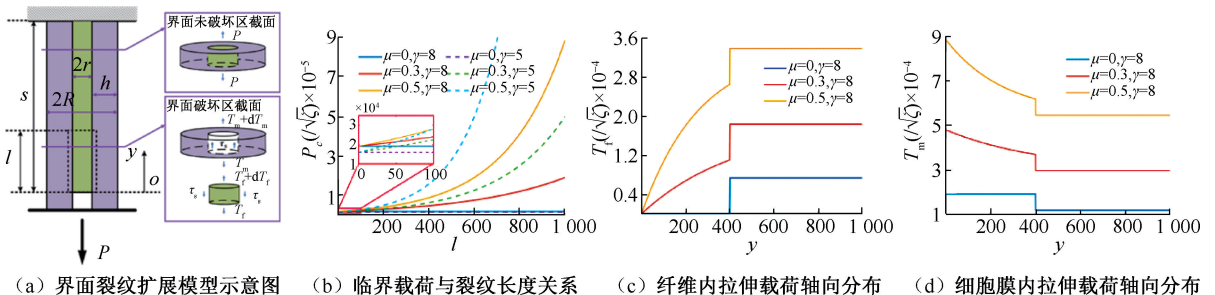 界面未破坏区截面
P
P
2r
h
s
2R
界面破坏区截面
T_m+dT_m
τ_s
T_m
T_f+dT_f
τ_s
τ_s
T_f
l
y
o
P
(a) 界面裂纹扩展模型示意图
P_c(/√ζ)×10⁻⁵
9
7
5
3
1
μ=0,γ=8
μ=0,γ=5
μ=0.3,γ=8
μ=0.3,γ=5
μ=0.5,γ=8
μ=0.5,γ=5
×10⁴
3
2
1
0
50
100
200
400
600
800
1 000
l
(b) 临界载荷与裂纹长度关系
T_f(/√ζ)×10⁻⁴
3.6
2.8
2.0
1.2
0.4
μ=0,γ=8
μ=0.3,γ=8
μ=0.5,γ=8
200
400
600
800
1 000
y
(c) 纤维内拉伸载荷轴向分布
T_m(/√ζ)×10⁻⁴
9
7
5
3
1
μ=0,γ=8
μ=0.3,γ=8
μ=0.5,γ=8
200
400
600
800
1 000
y
(d) 细胞膜内拉伸载荷轴向分布